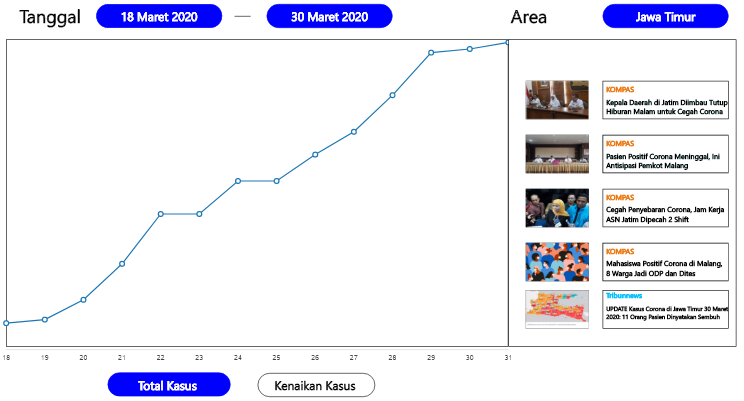 Tanggal
18 Maret 2020
30 Maret 2020
Area
Jawa Timur
KOMPAS
Kepala Daerah di Jatim Diimbau Tutup
Hiburan Malam untuk Cegah Corona
KOMPAS
Pasien Positif Corona Meninggal, Ini
Antisipasi Pemkot Malang
KOMPAS
Cegah Penyebaran Corona, Jam Kerja
ASN Jatim Dipecah 2 Shift
KOMPAS
Mahasiswa Positif Corona di Malang,
8 Warga Jadi ODP dan Dites
Tribunnews
UPDATE Kasus Corona di Jawa Timur 30 Maret
2020: 11 Orang Pasien Dinyatakan Sembuh
18 19 20 21 22 23 24 25 26 27 28 29 30 31
Total Kasus
Kenaikan Kasus